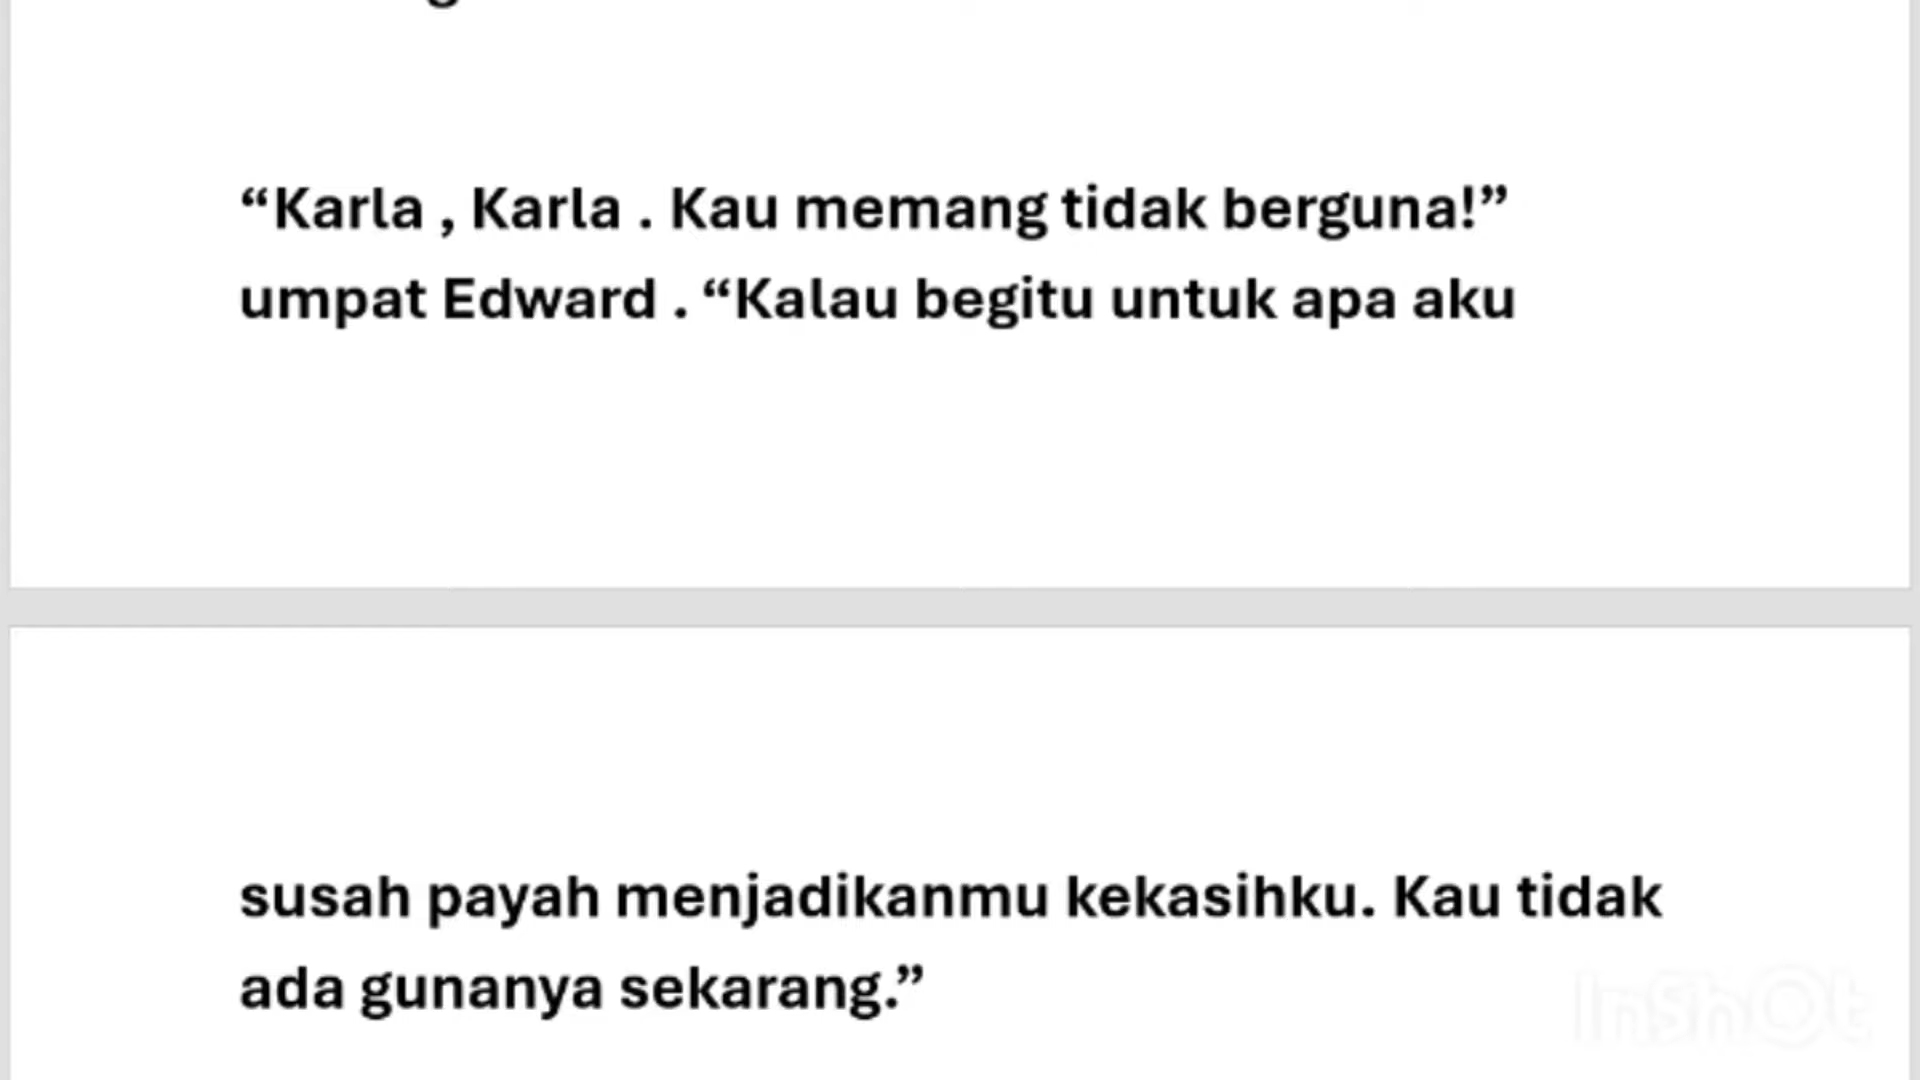 “Karla , Karla . Kau memang tidak berguna!”
umpat Edward . “Kalau begitu untuk apa aku
susah payah menjadikanmu kekasihku. Kau tidak
ada gunanya sekarang.”
InShOt